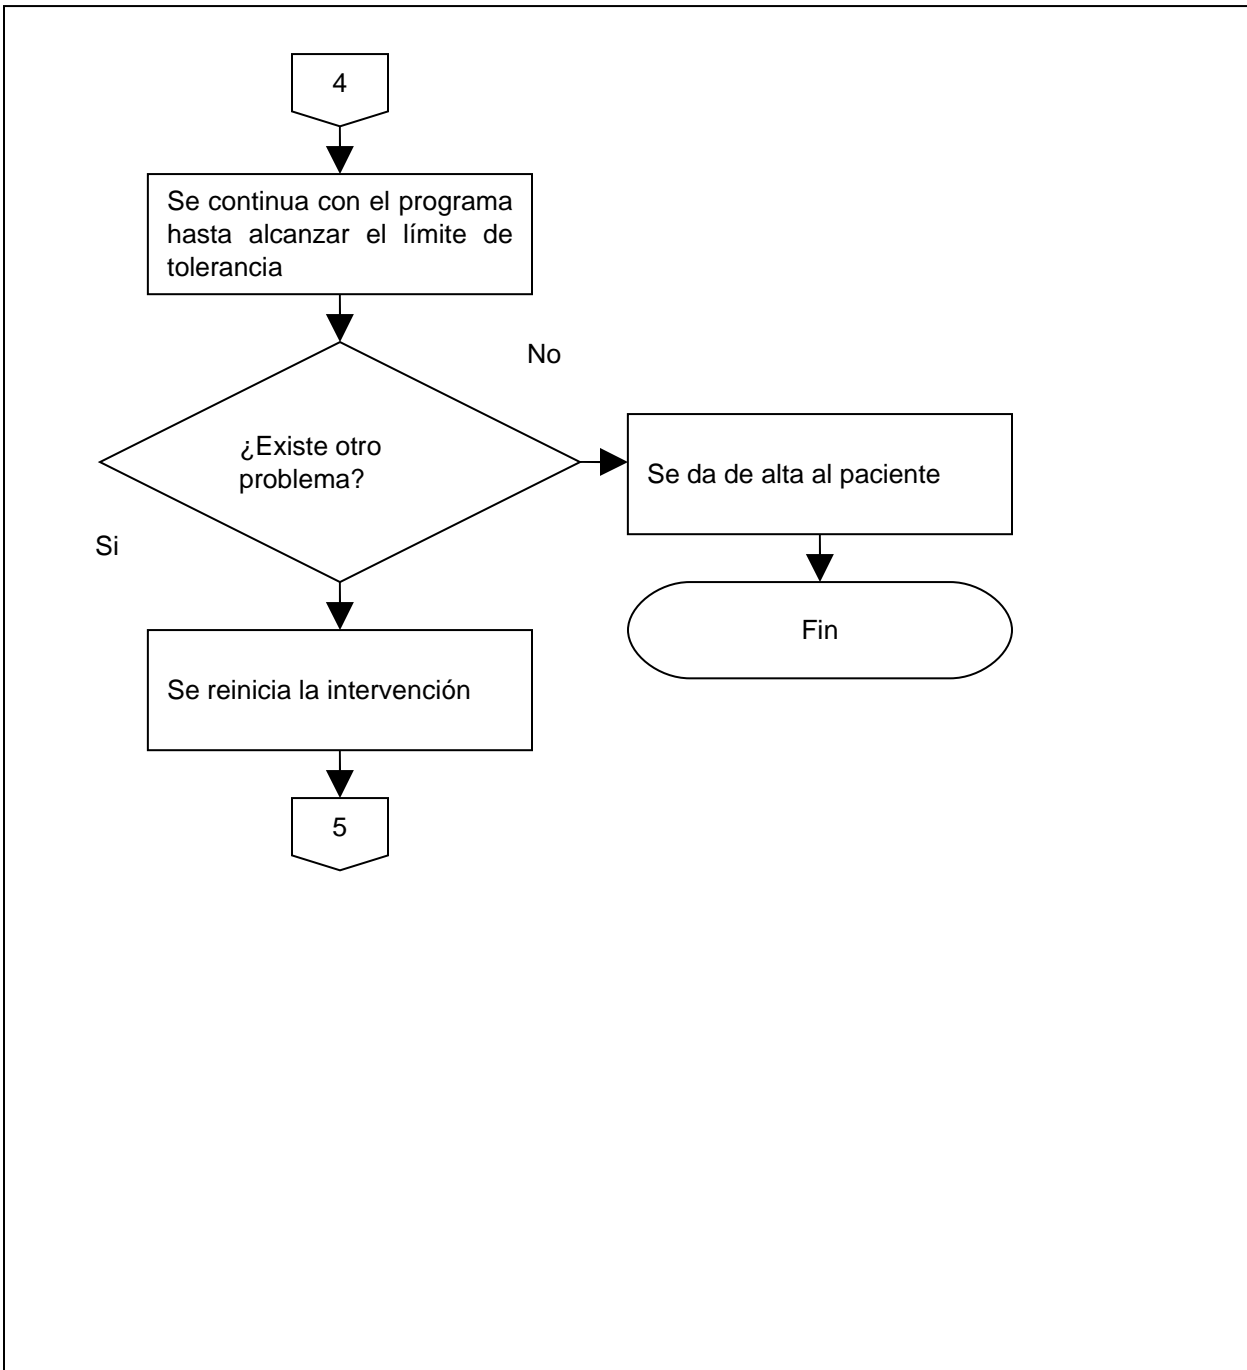 4
Se continua con el programa
hasta alcanzar el límite de
tolerancia
No
¿Existe otro
problema?
Se da de alta al paciente
Si
Fin
Se reinicia la intervención
5